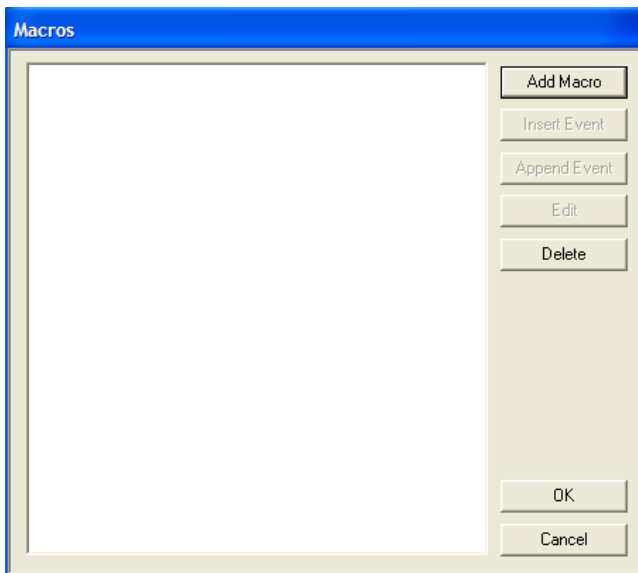 Macros
Add Macro
Insert Event
Append Event
Edit
Delete
OK
Cancel